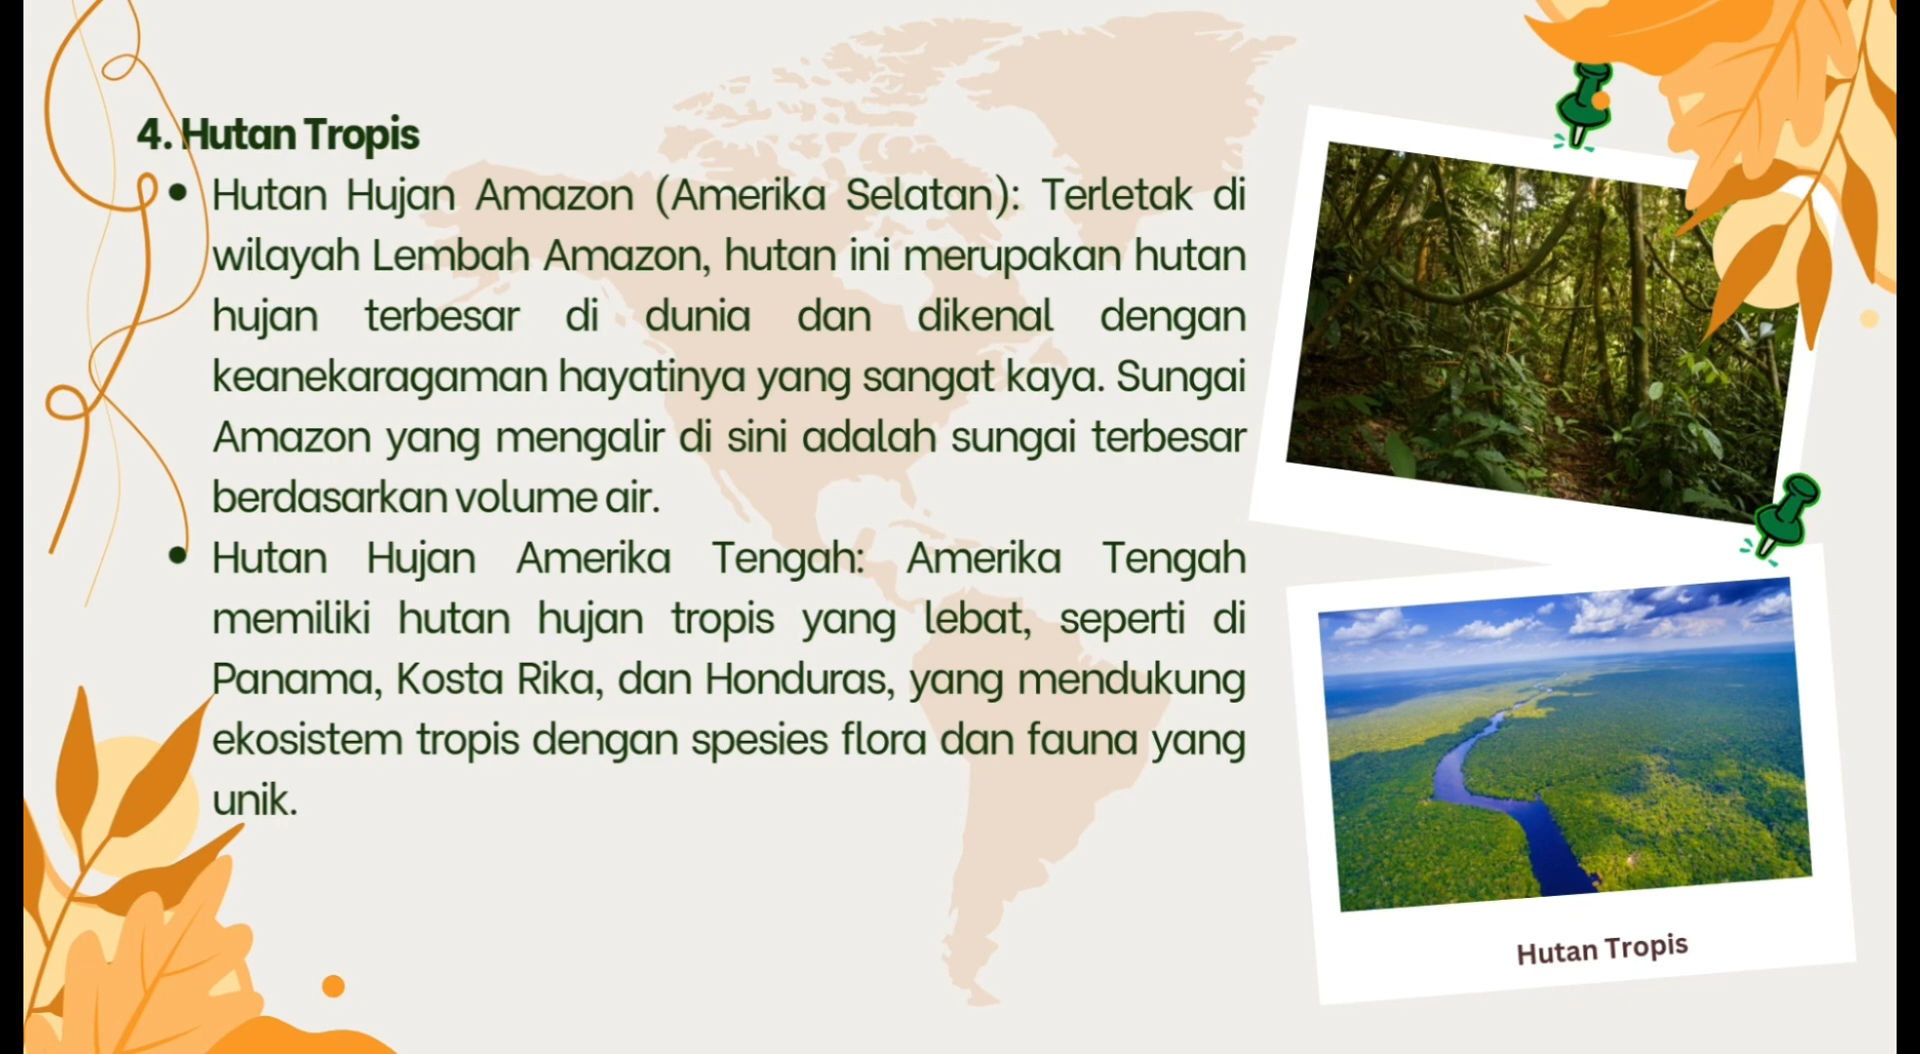 4. Hutan Tropis
Hutan Hujan Amazon (Amerika Selatan): Terletak di
wilayah Lembah Amazon, hutan ini merupakan hutan
hujan terbesar di dunia dan dikenal dengan
keanekaragaman hayatinya yang sangat kaya. Sungai
Amazon yang mengalir di sini adalah sungai terbesar
berdasarkan volume air.
Hutan Hujan Amerika Tengah: Amerika Tengah
memiliki hutan hujan tropis yang lebat, seperti di
Panama, Kosta Rika, dan Honduras, yang mendukung
ekosistem tropis dengan spesies flora dan fauna yang
unik.
Hutan Tropis